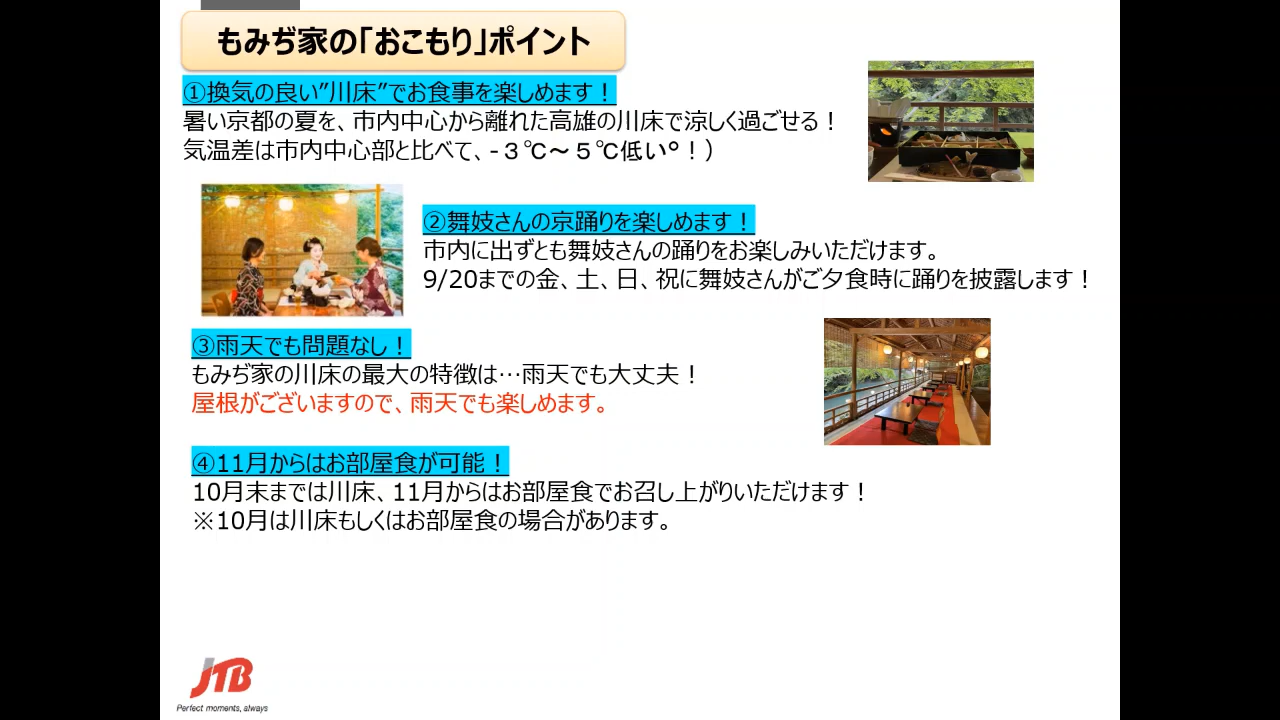 もみぢ家の「おこもり」ポイント
①換気の良い”川床”でお食事を楽しめます！
暑い京都の夏を、市内中心から離れた高雄の川床で涼しく過ごせる！
気温差は市内中心部と比べて、-３℃～５℃低い°！）
②舞妓さんの京踊りを楽しめます！
市内に出ずとも舞妓さんの踊りをお楽しみいただけます。
9/20までの金、土、日、祝に舞妓さんがご夕食時に踊りを披露します！
③雨天でも問題なし！
もみぢ家の川床の最大の特徴は…雨天でも大丈夫！
屋根がございますので、雨天でも楽しめます。
④11月からはお部屋食が可能！
10月末までは川床、11月からはお部屋食でお召し上がりいただけます！
※10月は川床もしくはお部屋食の場合があります。
JTB
Perfect moments, always